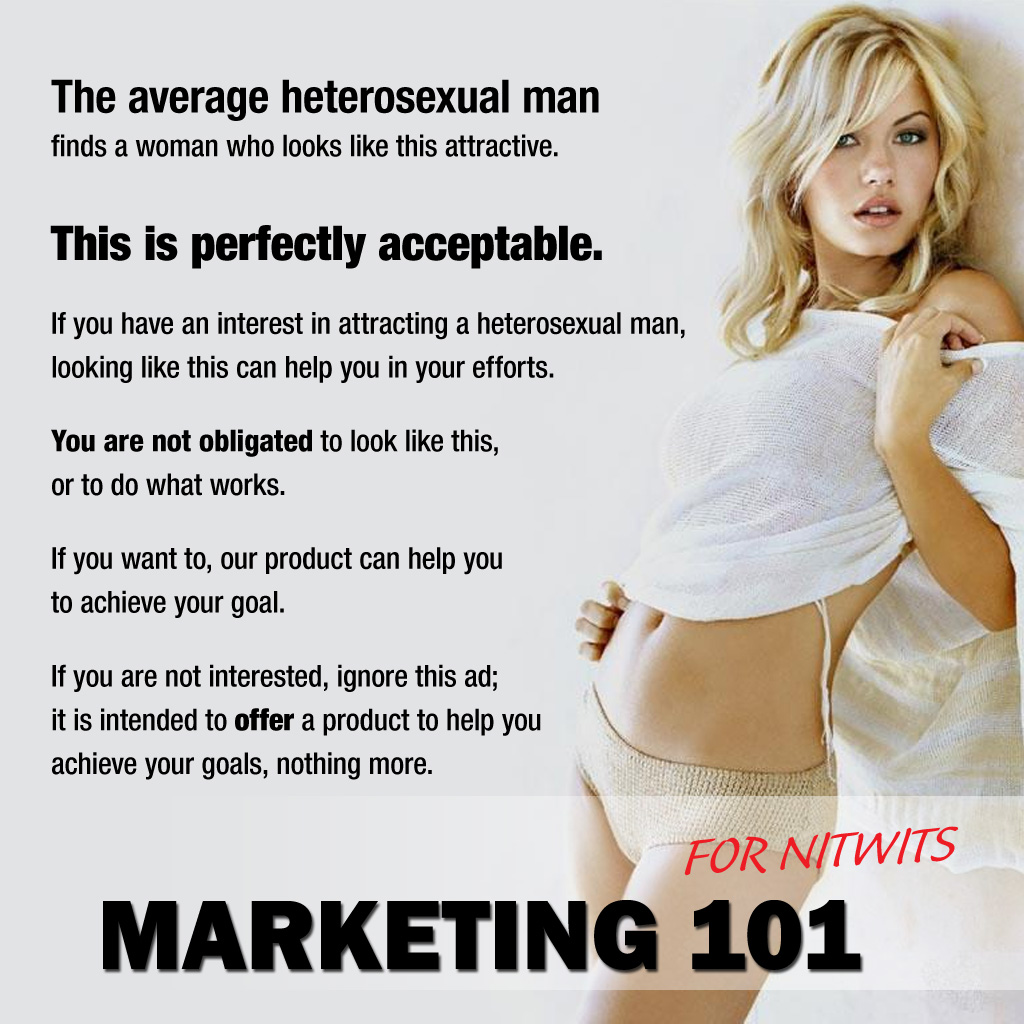 The average heterosexual man
finds a woman who looks like this attractive.
This is perfectly acceptable.
If you have an interest in attracting a heterosexual man,
looking like this can help you in your efforts.
You are not obligated to look like this,
or to do what works.
If you want to, our product can help you
to achieve your goal.
If you are not interested, ignore this ad;
it is intended to offer a product to help you
achieve your goals, nothing more.
FOR NITWITS
MARKETING 101